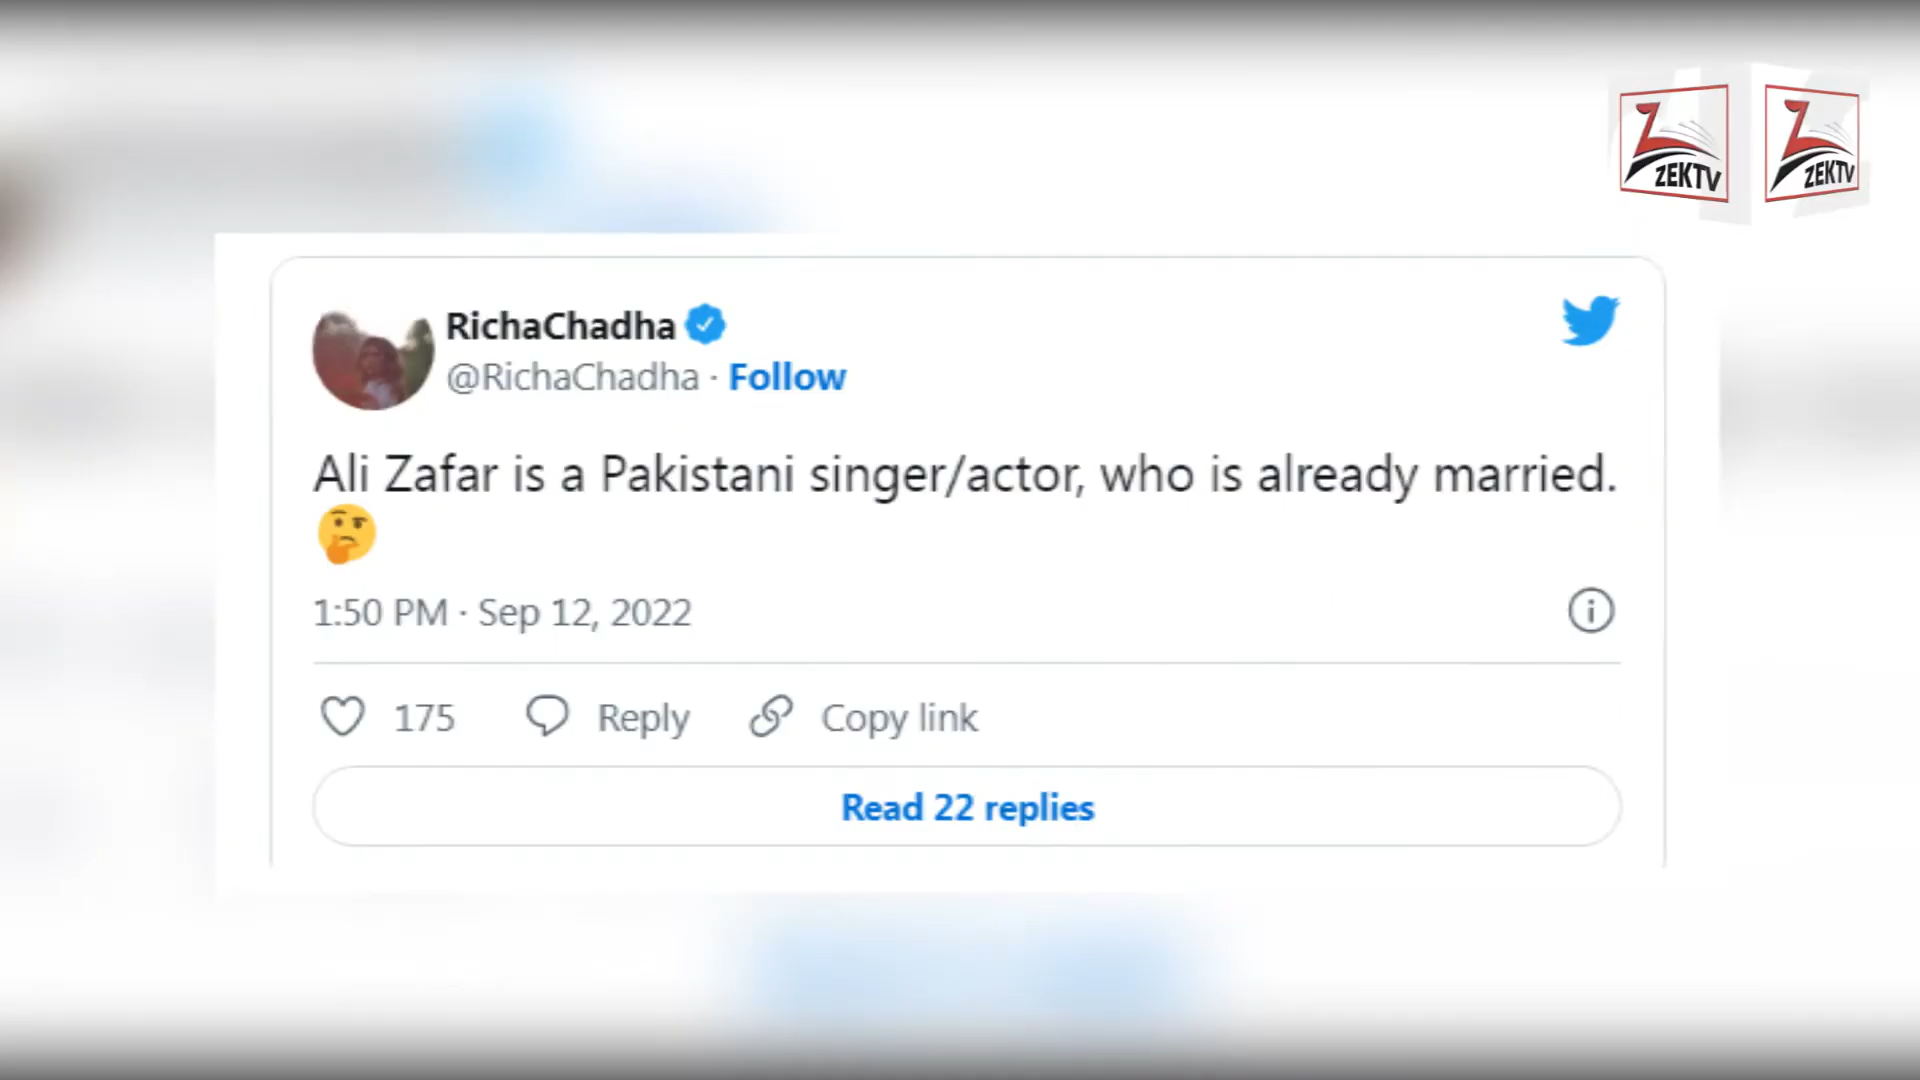 ZEKTV
ZEKTV
RichaChadha
@RichaChadha · Follow
Ali Zafar is a Pakistani singer/actor, who is already married.
🤔
1:50 PM · Sep 12, 2022
175 Reply Copy link
Read 22 replies